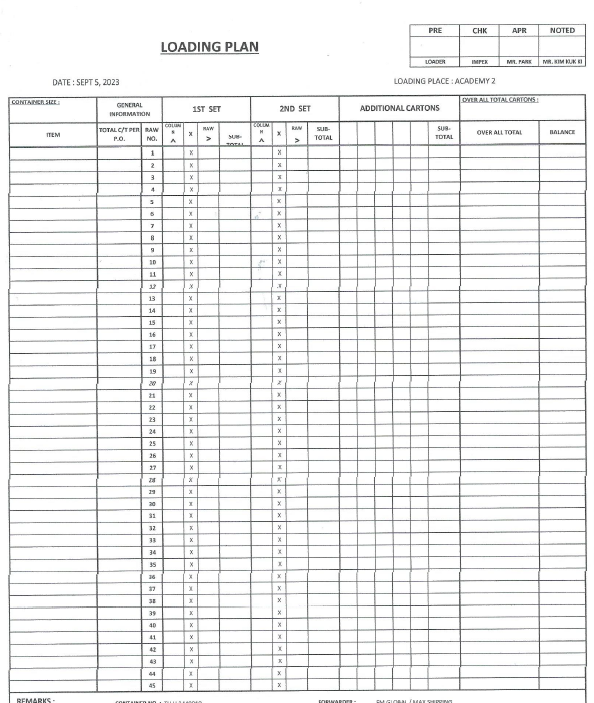 PRE CHK APR NOTED
LOADING PLAN
LOADER IMPEX MR. PARK MR. KIM KUK KI
DATE : SEPT 5, 2023 LOADING PLACE : ACADEMY 2
CONTAINER SIZE : GENERAL INFORMATION 1ST SET 2ND SET ADDITIONAL CARTONS OVER ALL TOTAL CARTONS :
ITEM TOTAL C/T PER P.O. RAW NO. COLUM N ^ X RAW > SUB-TOTAL COLUM N ^ X RAW > SUB-TOTAL SUB-TOTAL OVER ALL TOTAL BALANCE
1 X X
2 X X
3 X X
4 X X
5 X X
6 X X
7 X X
8 X X
9 X X
10 X X
11 X X
12 X X
13 X X
14 X X
15 X X
16 X X
17 X X
18 X X
19 X X
20 X X
21 X X
22 X X
23 X X
24 X X
25 X X
26 X X
27 X X
28 X X
29 X X
30 X X
31 X X
32 X X
33 X X
34 X X
35 X X
36 X X
37 X X
38 X X
39 X X
40 X X
41 X X
42 X X
43 X X
44 X X
45 X X
REMARKS : CONTAINER NO. : FORWARDER : FM GLOBAL / MAX SHIPPING